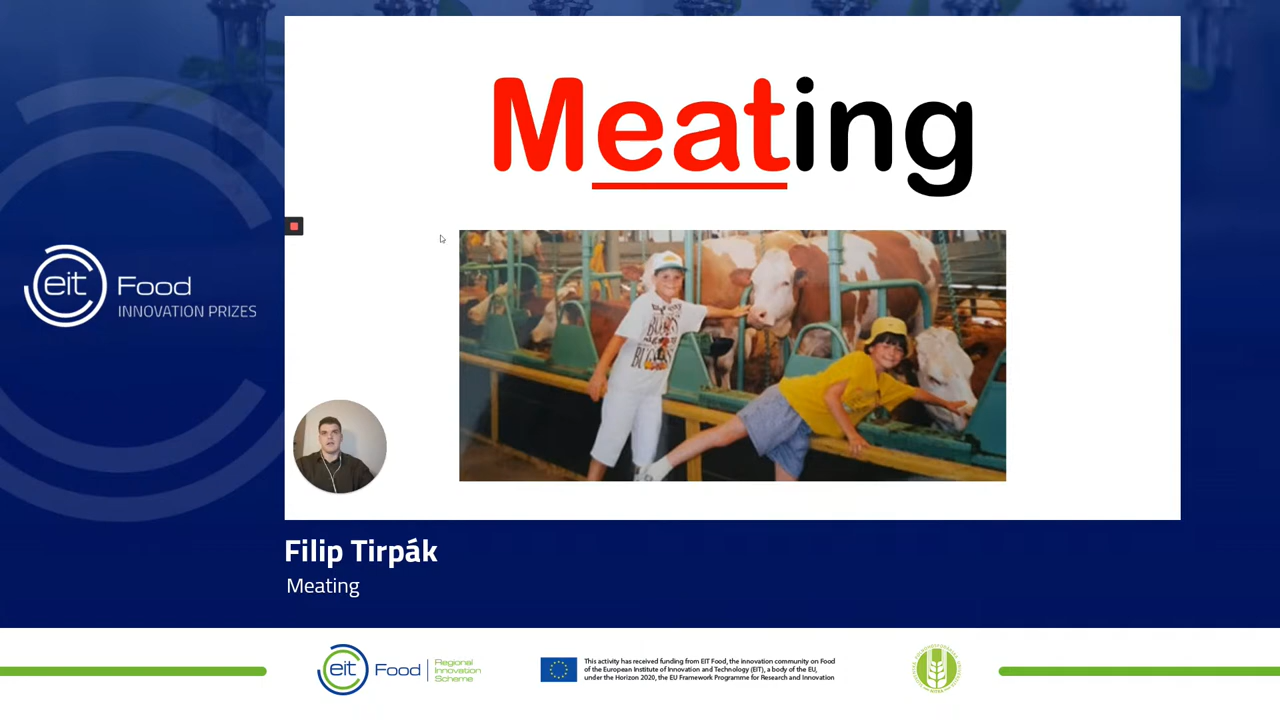 Meating
eit Food
INNOVATION PRIZES
Filip Tirpák
Meating
eit Food
Regional
Innovation
Scheme
This activity has received funding from EIT Food, the innovation community on Food
of the European Institute of Innovation and Technology (EIT), a body of the EU,
under the Horizon 2020, the EU Framework Programme for Research and Innovation